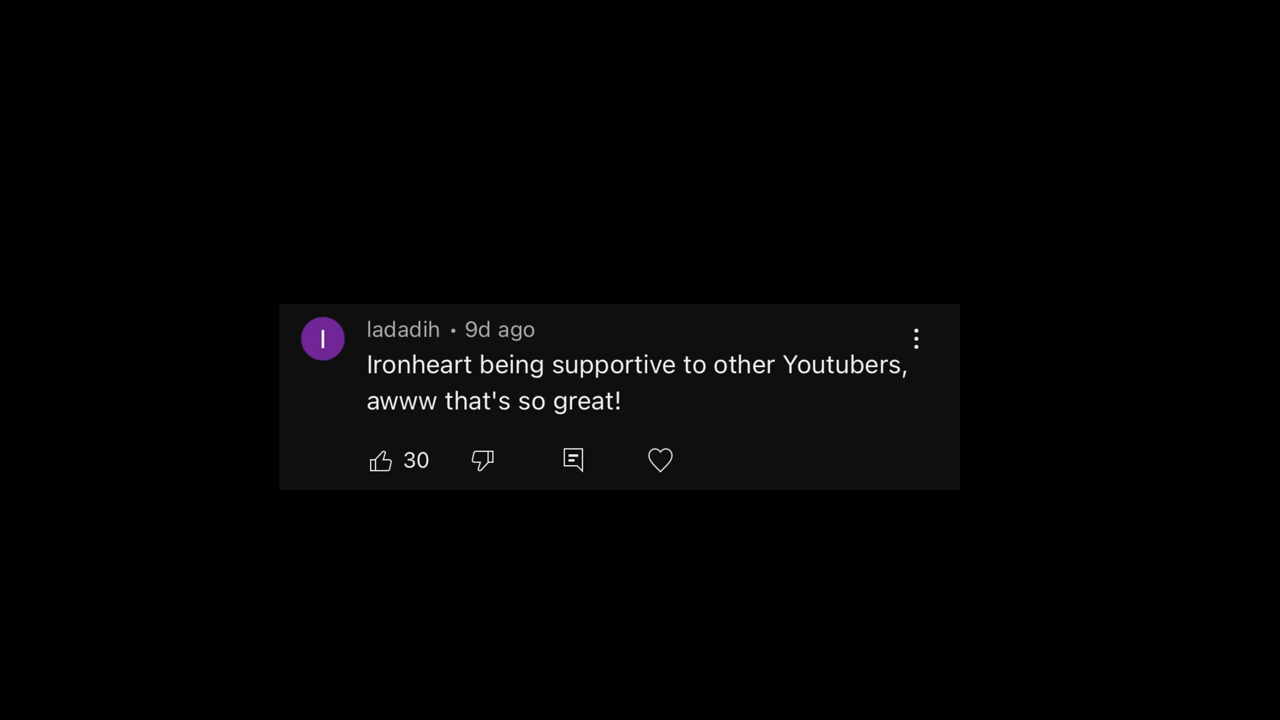 I
ladadih • 9d ago
Ironheart being supportive to other Youtubers,
awww that's so great!
30